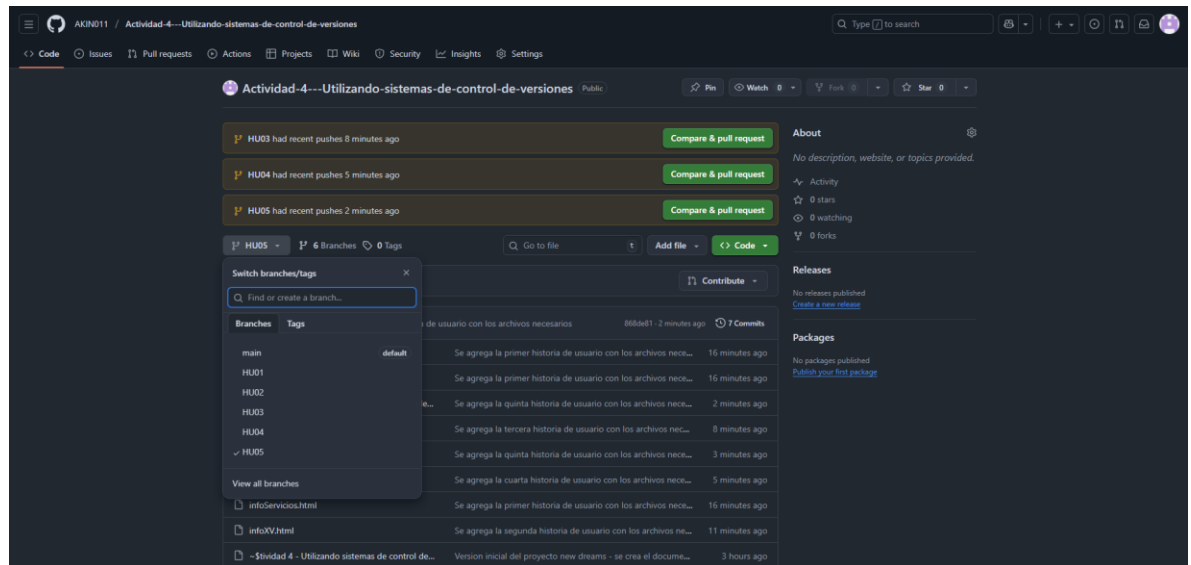 AKIN011 / Actividad-4---Utilizando-sistemas-de-control-de-versiones
Type / to search
Code Issues Pull requests Actions Projects Wiki Security Insights Settings
Actividad-4---Utilizando-sistemas-de-control-de-versiones Public
Pin Watch 0 Fork 0 Star 0
HU03 had recent pushes 8 minutes ago Compare & pull request
HU04 had recent pushes 5 minutes ago Compare & pull request
HU05 had recent pushes 2 minutes ago Compare & pull request
HU05 6 Branches 0 Tags Go to file t Add file <> Code
Switch branches/tags
Find or create a branch...
Branches Tags
main default
HU01
HU02
HU03
HU04
HU05
View all branches
Contribute
de usuario con los archivos necesarios 868de81 · 2 minutes ago 7 Commits
Se agrega la primer historia de usuario con los archivos nece... 16 minutes ago
Se agrega la primer historia de usuario con los archivos nece... 16 minutes ago
e... Se agrega la quinta historia de usuario con los archivos nece... 2 minutes ago
Se agrega la tercera historia de usuario con los archivos nec... 8 minutes ago
Se agrega la quinta historia de usuario con los archivos nece... 3 minutes ago
Se agrega la cuarta historia de usuario con los archivos nece... 5 minutes ago
infoServicios.html Se agrega la primer historia de usuario con los archivos nece... 16 minutes ago
infoXV.html Se agrega la segunda historia de usuario con los archivos ne... 11 minutes ago
~$tividad 4 - Utilizando sistemas de control de... Version inicial del proyecto new dreams - se crea el docume... 3 hours ago
About
No description, website, or topics provided.
Activity
0 stars
0 watching
0 forks
Releases
No releases published
Create a new release
Packages
No packages published
Publish your first package